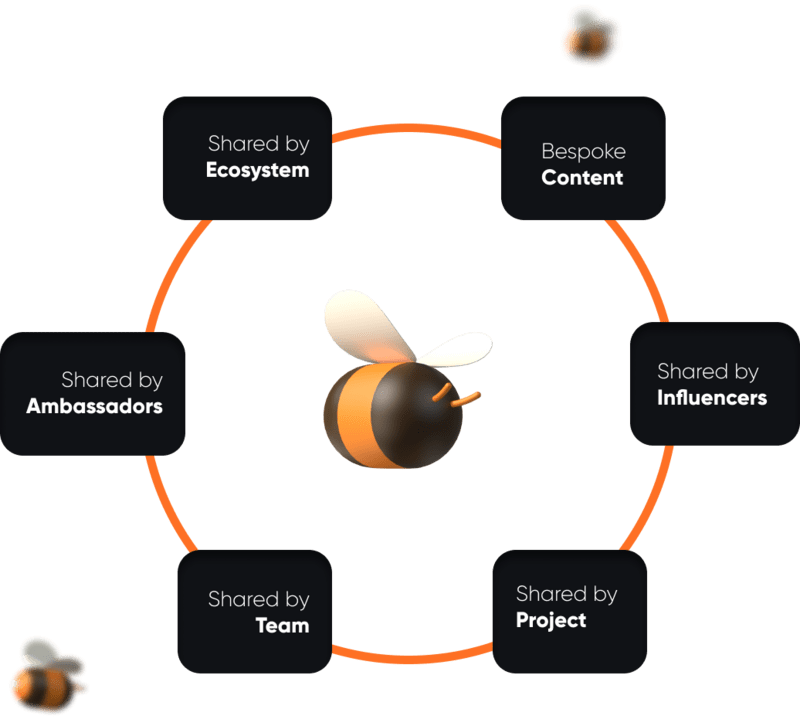 Shared by
Ecosystem
Bespoke
Content
Shared by
Ambassadors
Shared by
Influencers
Shared by
Team
Shared by
Project